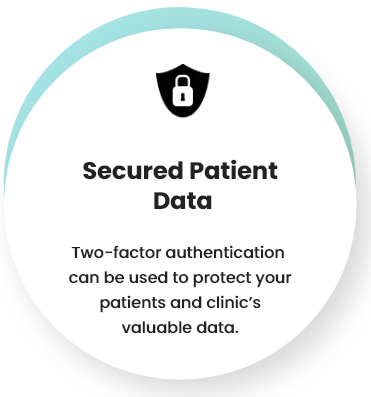 Secured Patient
Data
Two-factor authentication
can be used to protect your
patients and clinic’s
valuable data.